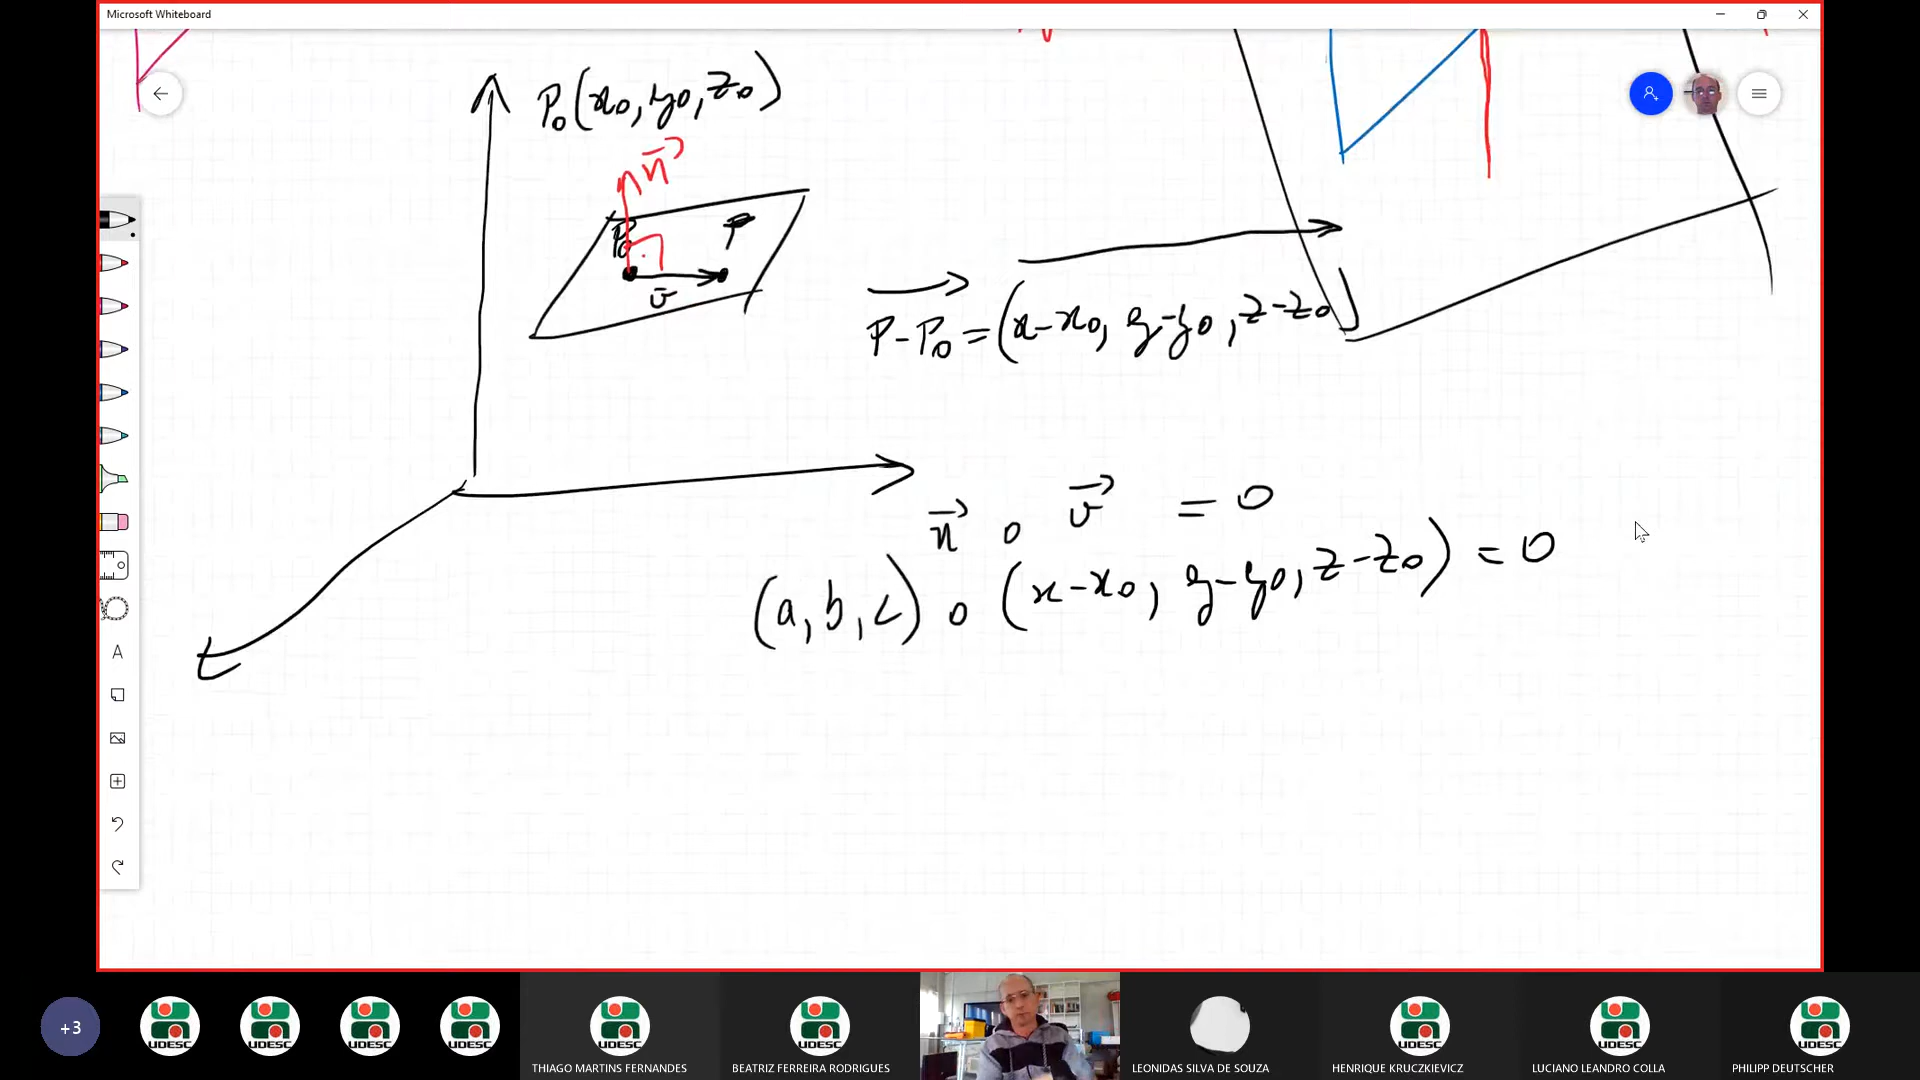 Microsoft Whiteboard
P₀(x₀, y₀, z₀)
n⃗
P₀ P
v⃗
P - P₀ = (x-x₀, y-y₀, z-z₀)
n⃗ ∘ v⃗ = 0
(a, b, c) ∘ (x-x₀, y-y₀, z-z₀) = 0
A
+3
UDESC UDESC UDESC UDESC UDESC UDESC UDESC UDESC UDESC
THIAGO MARTINS FERNANDES BEATRIZ FERREIRA RODRIGUES LEONIDAS SILVA DE SOUZA HENRIQUE KRUCZKIEVICZ LUCIANO LEANDRO COLLA PHILIPP DEUTSCHER